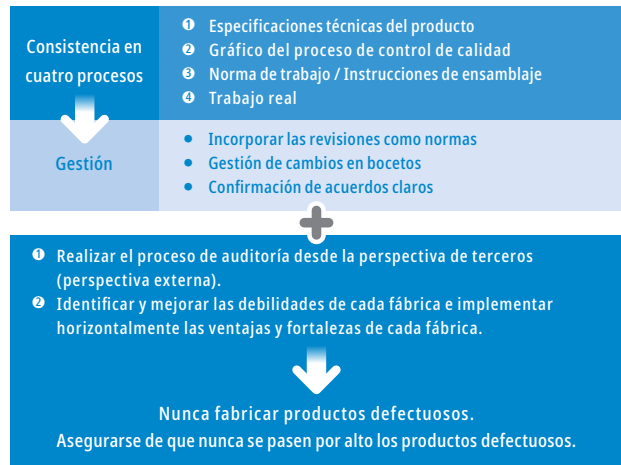 Consistencia en
cuatro procesos
❶ Especificaciones técnicas del producto
❷ Gráfico del proceso de control de calidad
❸ Norma de trabajo / Instrucciones de ensamblaje
❹ Trabajo real
Gestión
• Incorporar las revisiones como normas
• Gestión de cambios en bocetos
• Confirmación de acuerdos claros
❶ Realizar el proceso de auditoría desde la perspectiva de terceros
(perspectiva externa).
❷ Identificar y mejorar las debilidades de cada fábrica e implementar
horizontalmente las ventajas y fortalezas de cada fábrica.
Nunca fabricar productos defectuosos.
Asegurarse de que nunca se pasen por alto los productos defectuosos.